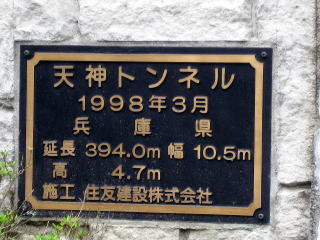 天神トンネル
1998年3月
兵庫県
延長 394.0m 幅 10.5m
高 4.7m
施工 住友建設株式会社